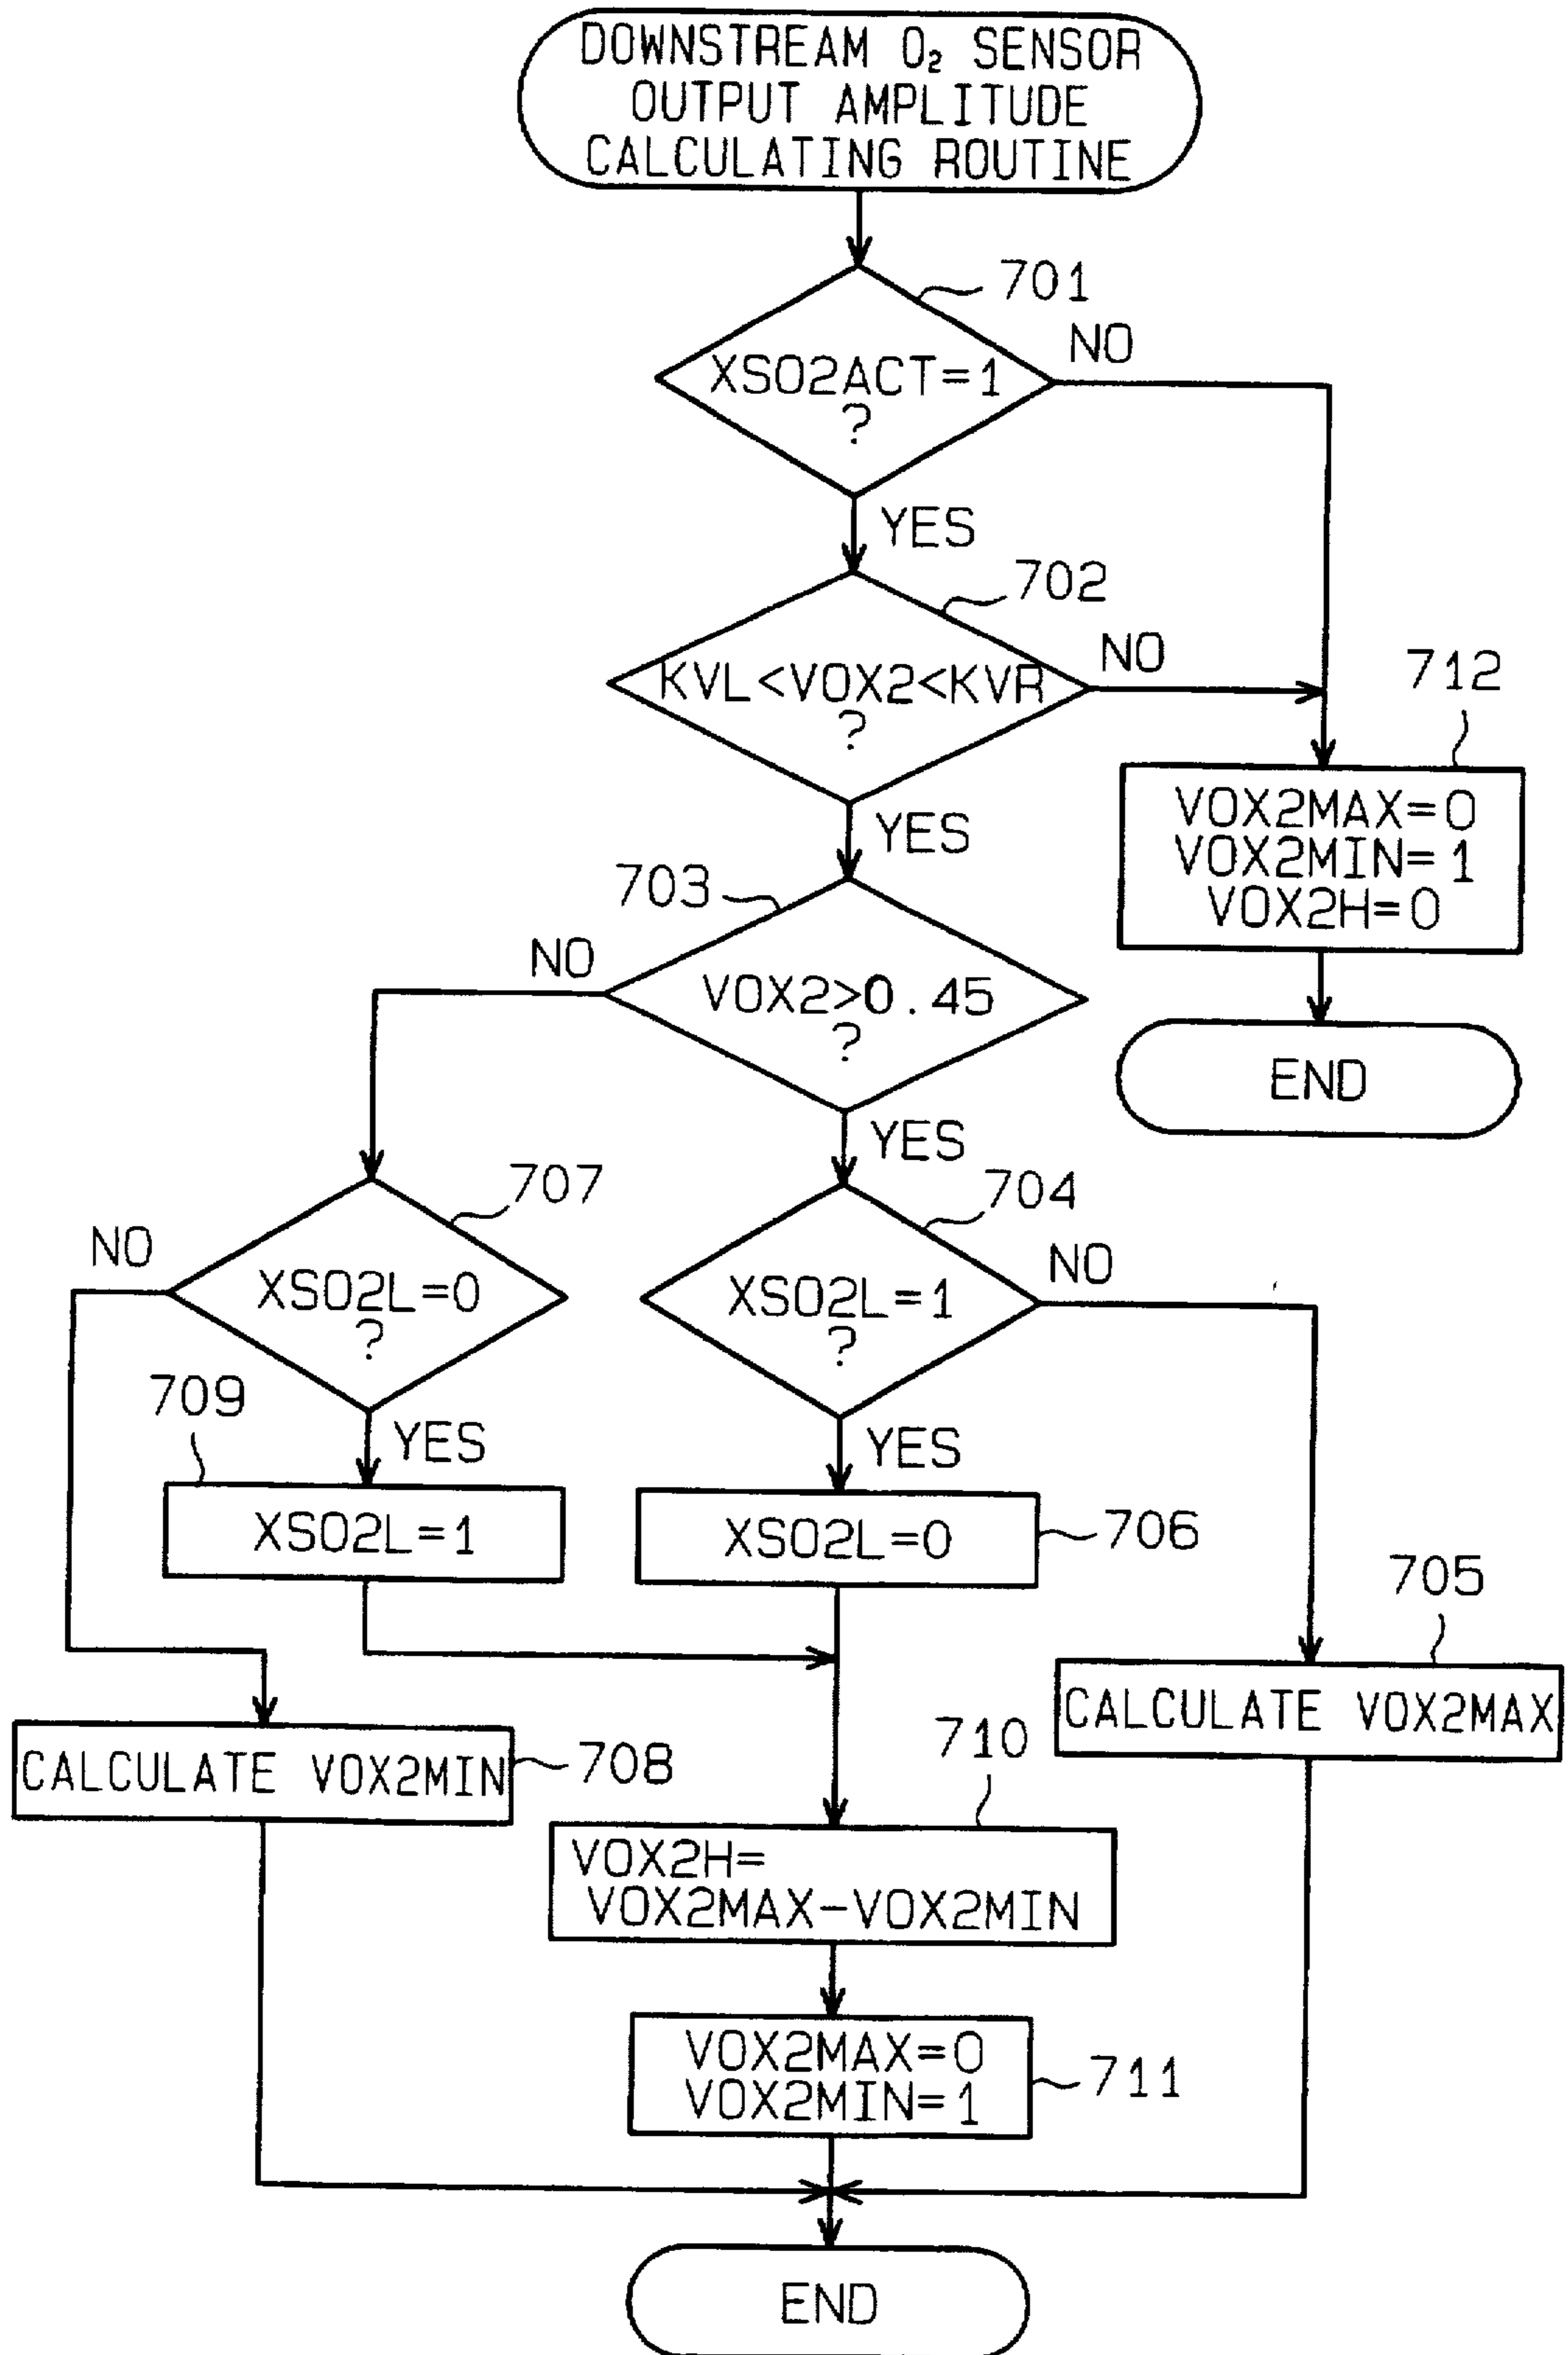 DOWNSTREAM O₂ SENSOR
OUTPUT AMPLITUDE
CALCULATING ROUTINE
701
XSO2ACT=1
?
NO
YES
702
KVL<VOX2<KVR
?
NO
YES
712
VOX2MAX=0
VOX2MIN=1
VOX2H=0
END
703
VOX2>0.45
?
NO
YES
707
XSO2L=0
?
NO
YES
704
XSO2L=1
?
NO
YES
709
XSO2L=1
XSO2L=0
706
705
CALCULATE VOX2MAX
CALCULATE VOX2MIN
708
710
VOX2H=
VOX2MAX-VOX2MIN
VOX2MAX=0
VOX2MIN=1
711
END